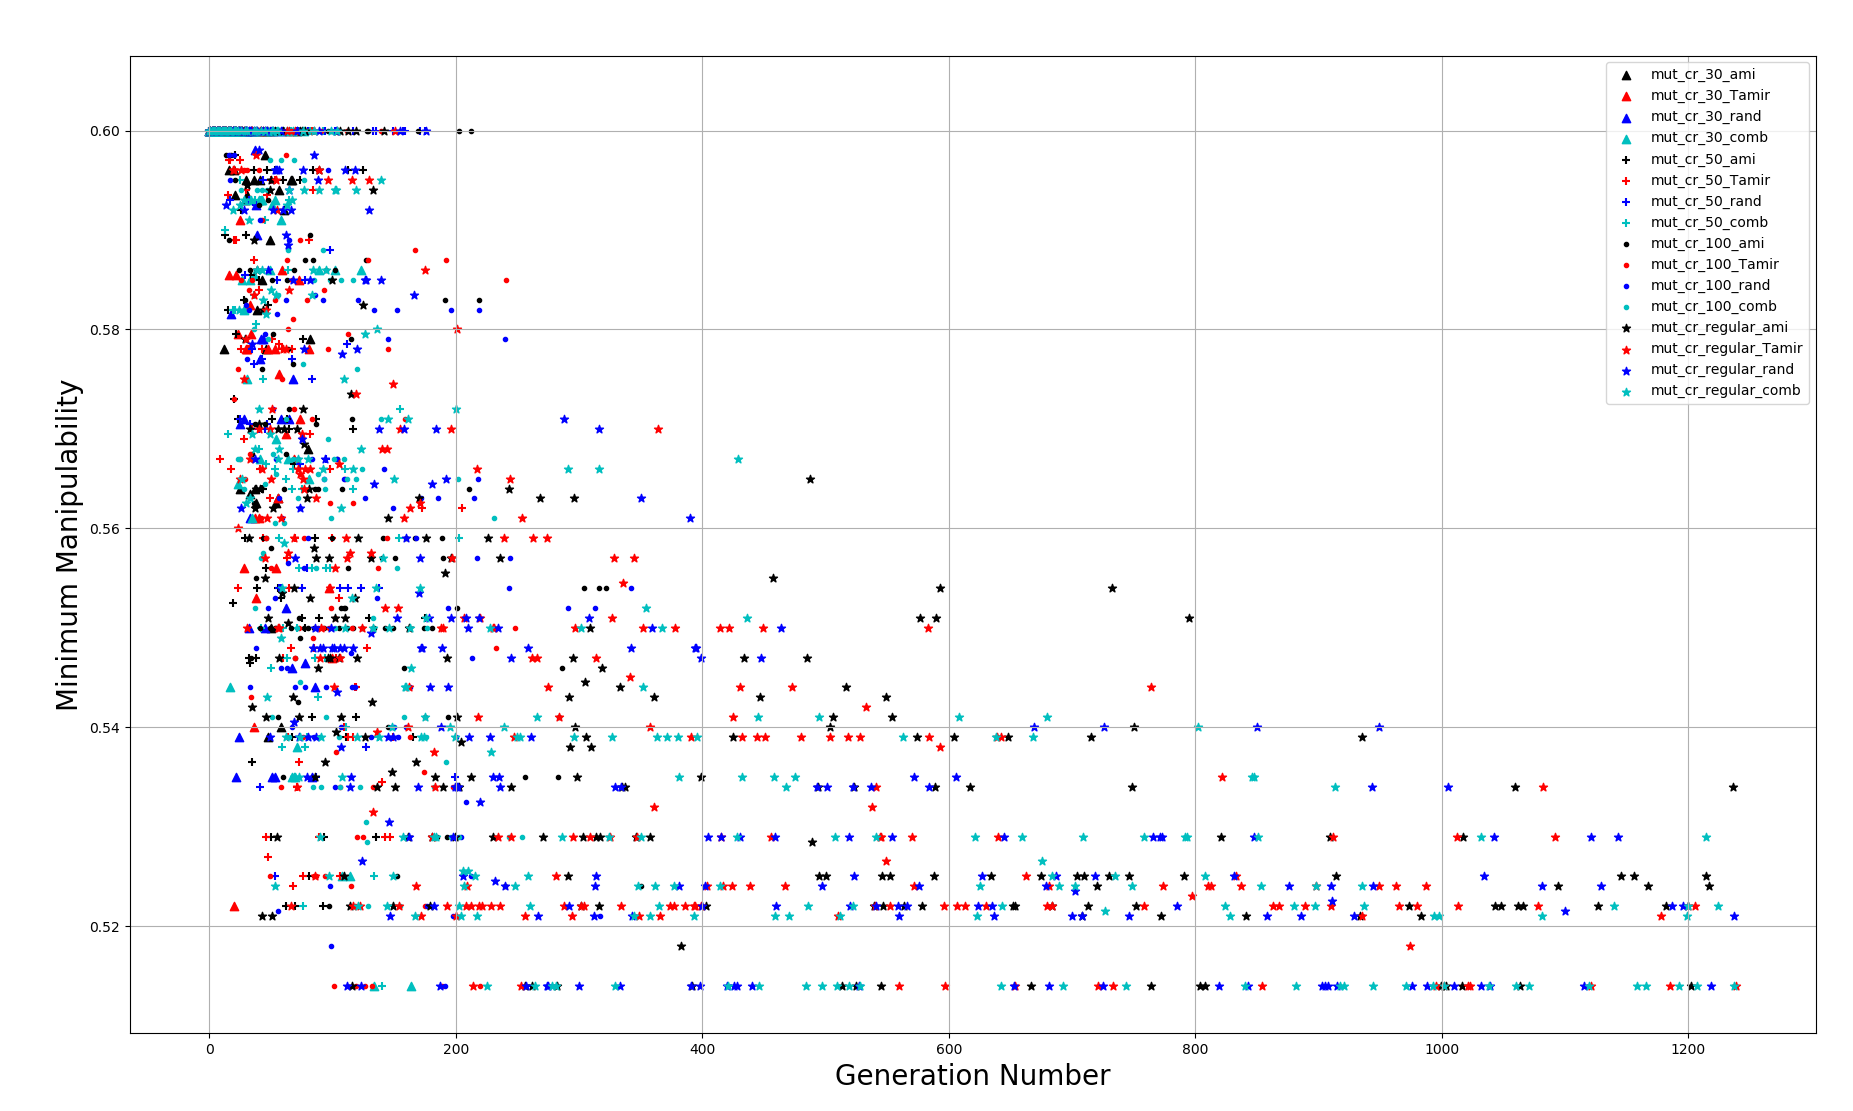 mut_cr_30_ami
mut_cr_30_Tamir
mut_cr_30_rand
mut_cr_30_comb
mut_cr_50_ami
mut_cr_50_Tamir
mut_cr_50_rand
mut_cr_50_comb
mut_cr_100_ami
mut_cr_100_Tamir
mut_cr_100_rand
mut_cr_100_comb
mut_cr_regular_ami
mut_cr_regular_Tamir
mut_cr_regular_rand
mut_cr_regular_comb
0.60
0.58
0.56
0.54
0.52
Minimum Manipulability
0 200 400 600 800 1000 1200
Generation Number